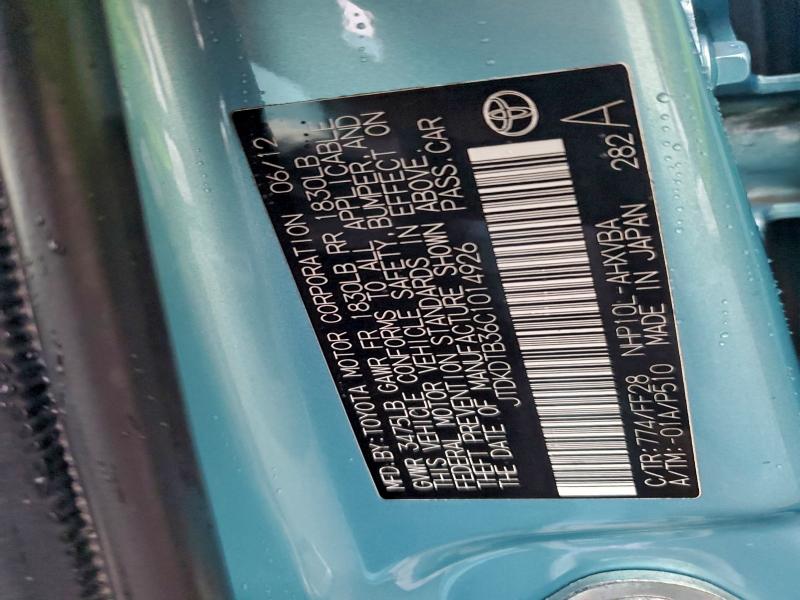 MFD BY: TOYOTA MOTOR CORPORATION 06/12
GVWR 3475LB GAWR FR 1830LB RR 1830LB
THIS VEHICLE CONFORMS TO ALL APPLICABLE
FEDERAL MOTOR VEHICLE SAFETY BUMPER, AND
THEFT PREVENTION STANDARDS IN EFFECT ON
THE DATE OF MANUFACTURE SHOWN ABOVE.
JTDKDTB36C1014926 PASS. CAR
C/TR: 774/FF28 NHP10L-AHXVBA 282 A
A/TM: -01A/P510 MADE IN JAPAN